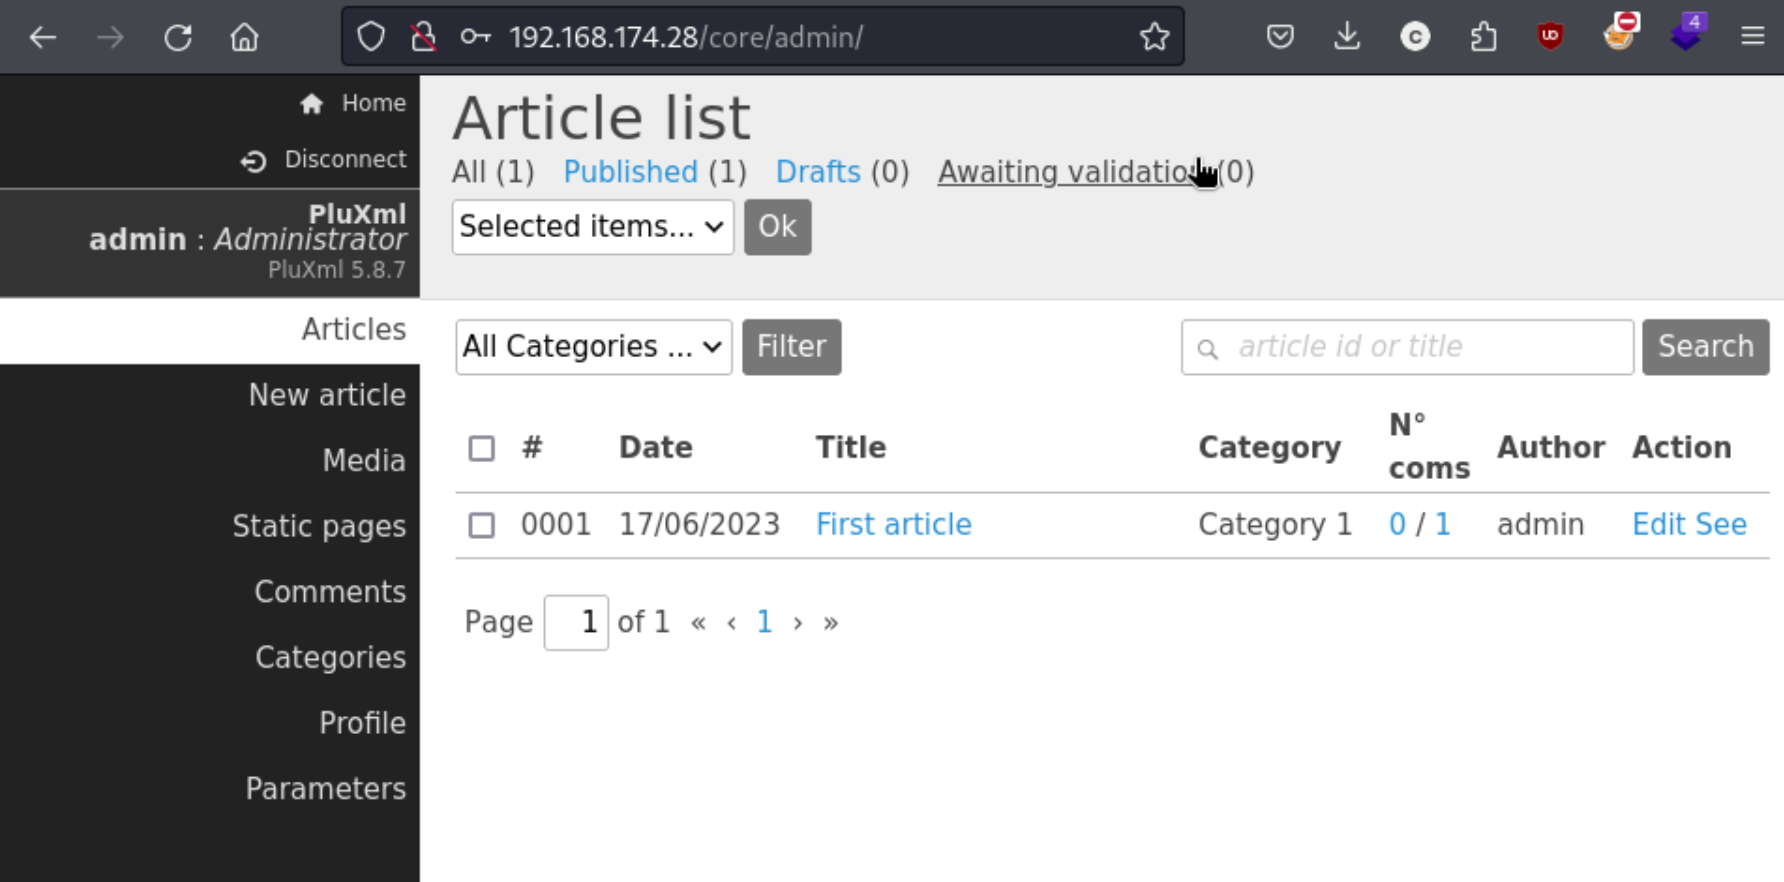 192.168.174.28/core/admin/
4
Home
Disconnect
PluXml
admin : Administrator
PluXml 5.8.7
Articles
New article
Media
Static pages
Comments
Categories
Profile
Parameters
Article list
All (1) Published (1) Drafts (0) Awaiting validation (0)
Selected items... Ok
All Categories ... Filter article id or title Search
# Date Title Category N° coms Author Action
0001 17/06/2023 First article Category 1 0 / 1 admin Edit See
Page 1 of 1 « ‹ 1 › »